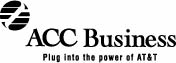 ACC Business
Plug into the power of AT&T